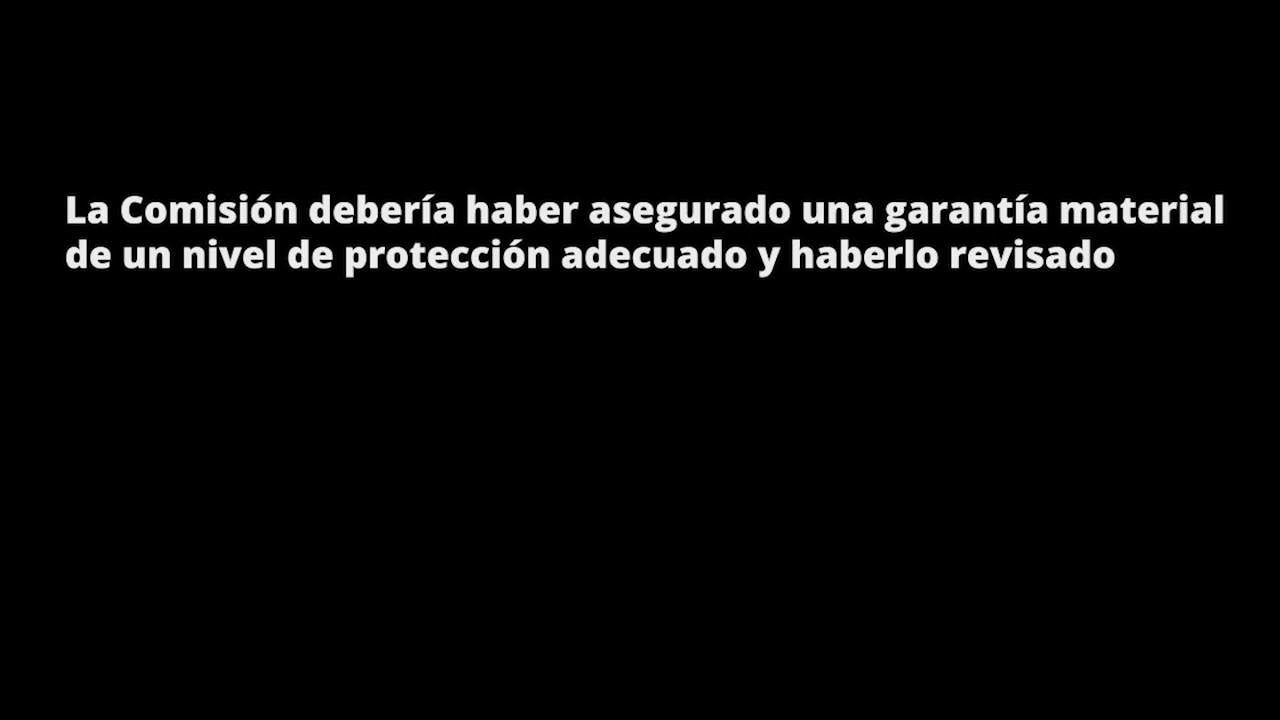 La Comisión debería haber asegurado una garantía material
de un nivel de protección adecuado y haberlo revisado